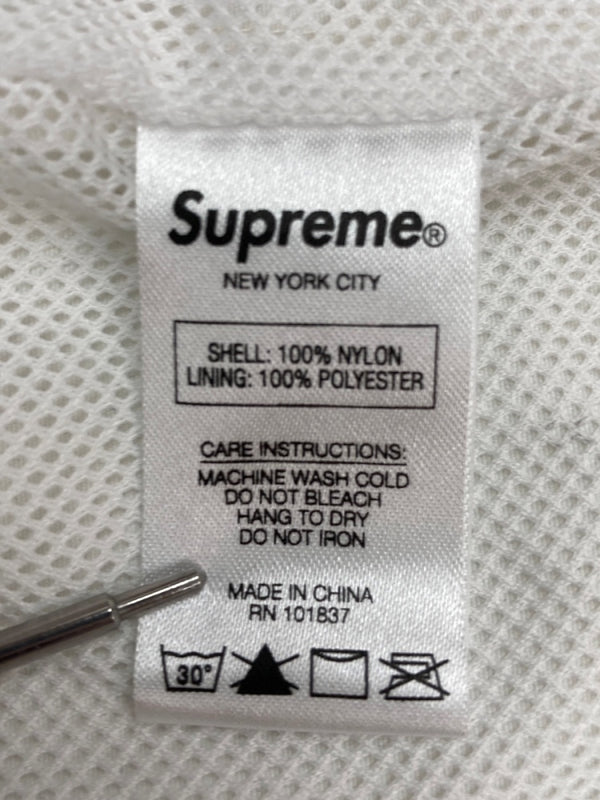 Supreme®
NEW YORK CITY
SHELL: 100% NYLON
LINING: 100% POLYESTER
CARE INSTRUCTIONS:
MACHINE WASH COLD
DO NOT BLEACH
HANG TO DRY
DO NOT IRON
MADE IN CHINA
RN 101837
30°